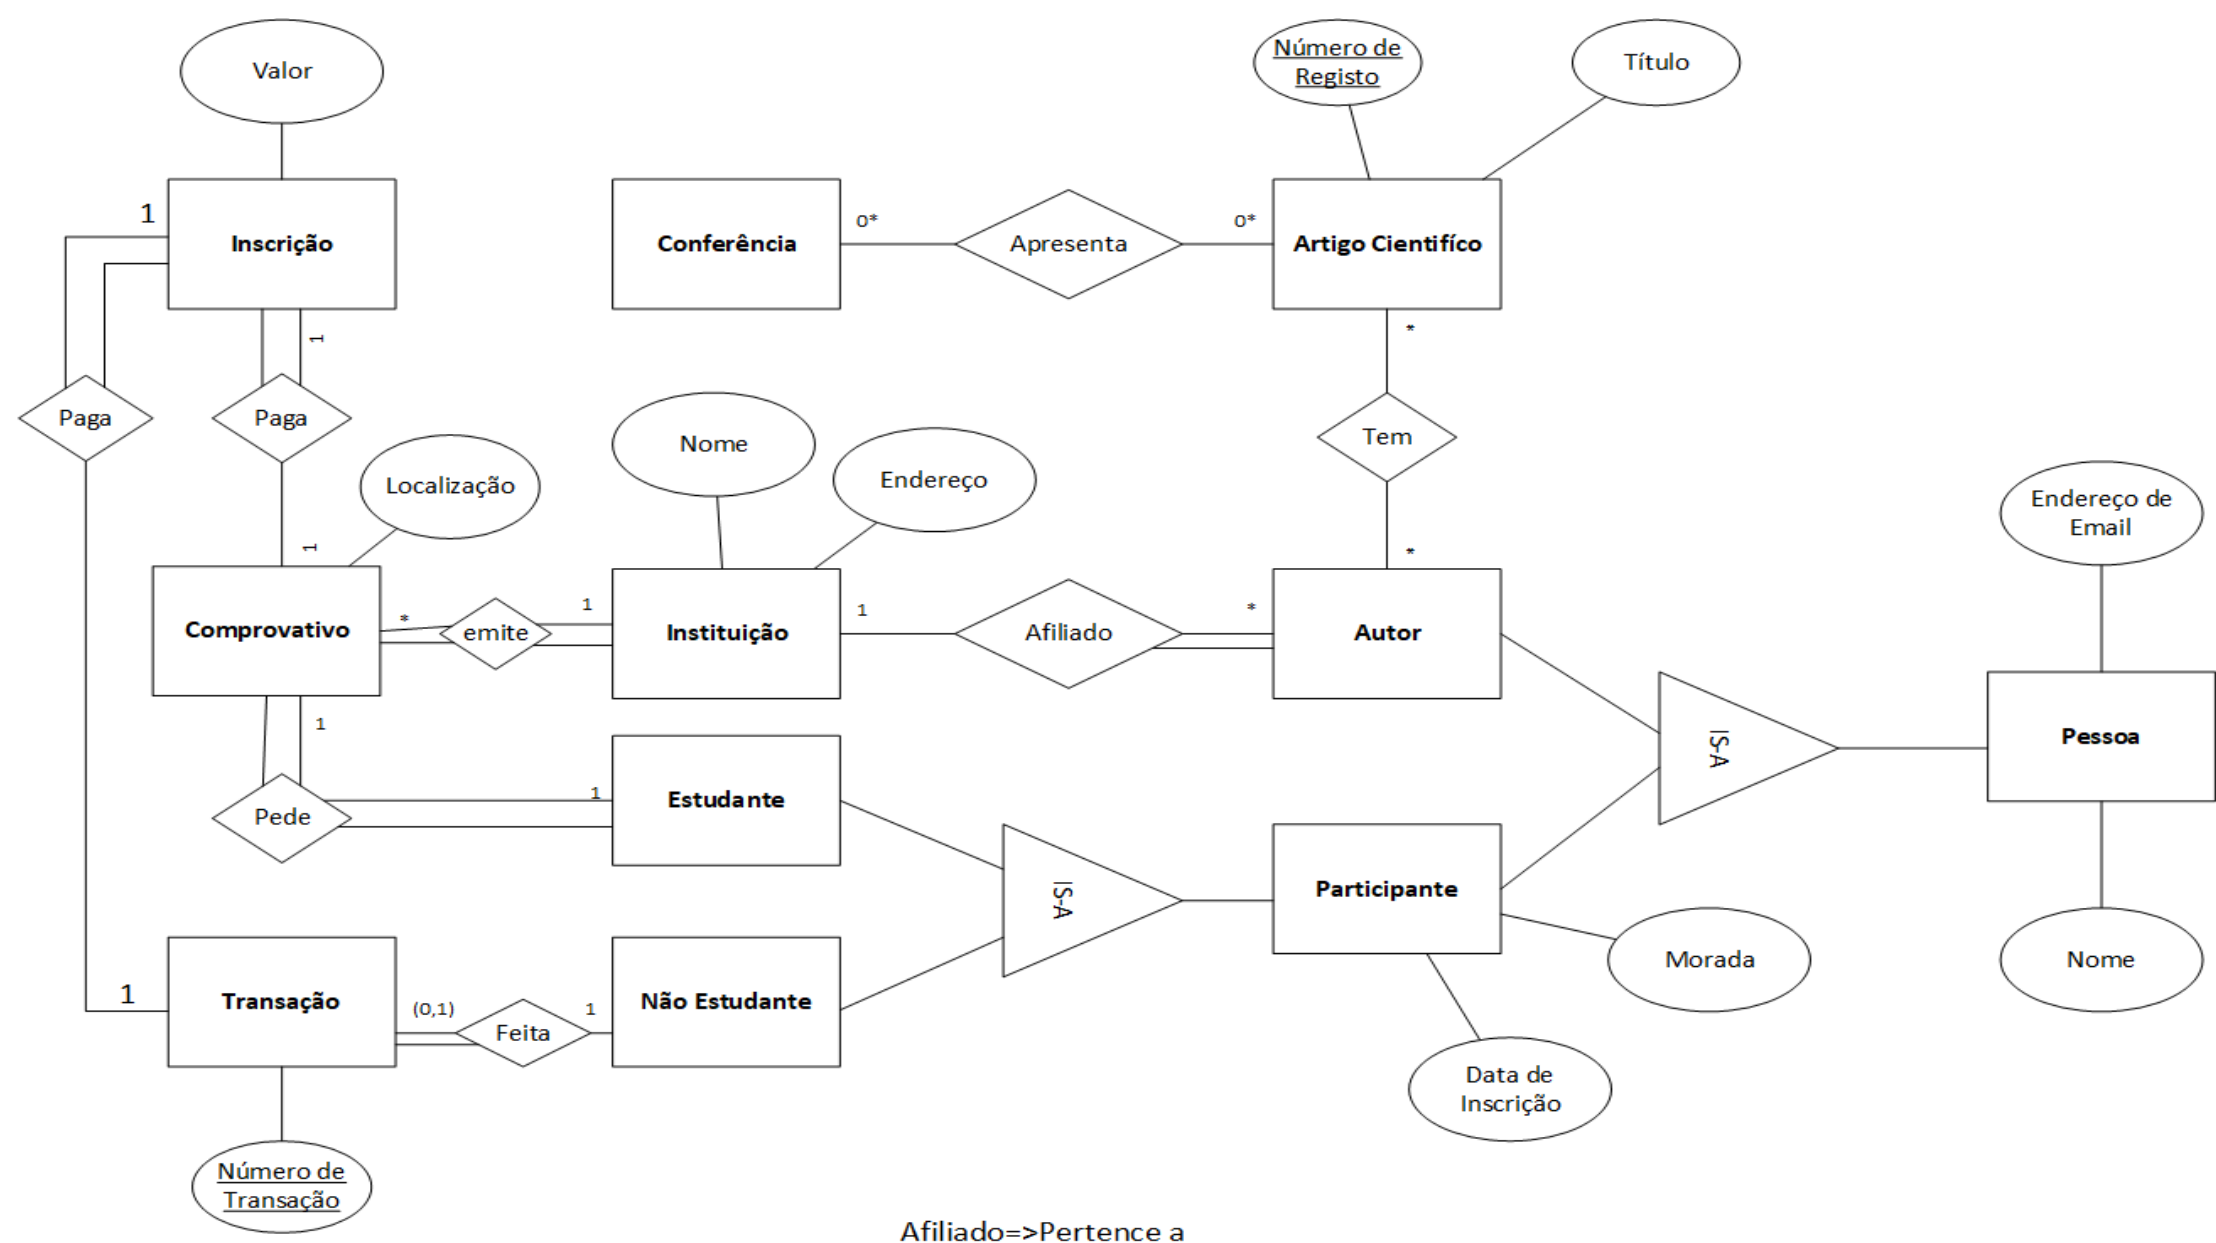 Valor
Número de
Registo
Título
1
Inscrição
Conferência
0*
Apresenta
0*
Artigo Cientifíco
1
*
Paga
Paga
Nome
Tem
Localização
Endereço
Endereço de
Email
1
*
Comprovativo
*
emite
1
Instituição
1
Afiliado
*
Autor
1
IS-A
Pessoa
Pede
1
Estudante
IS-A
Participante
Morada
Nome
1
Transação
(0,1)
Feita
1
Não Estudante
Data de
Inscrição
Número de
Transação
Afiliado=>Pertence a